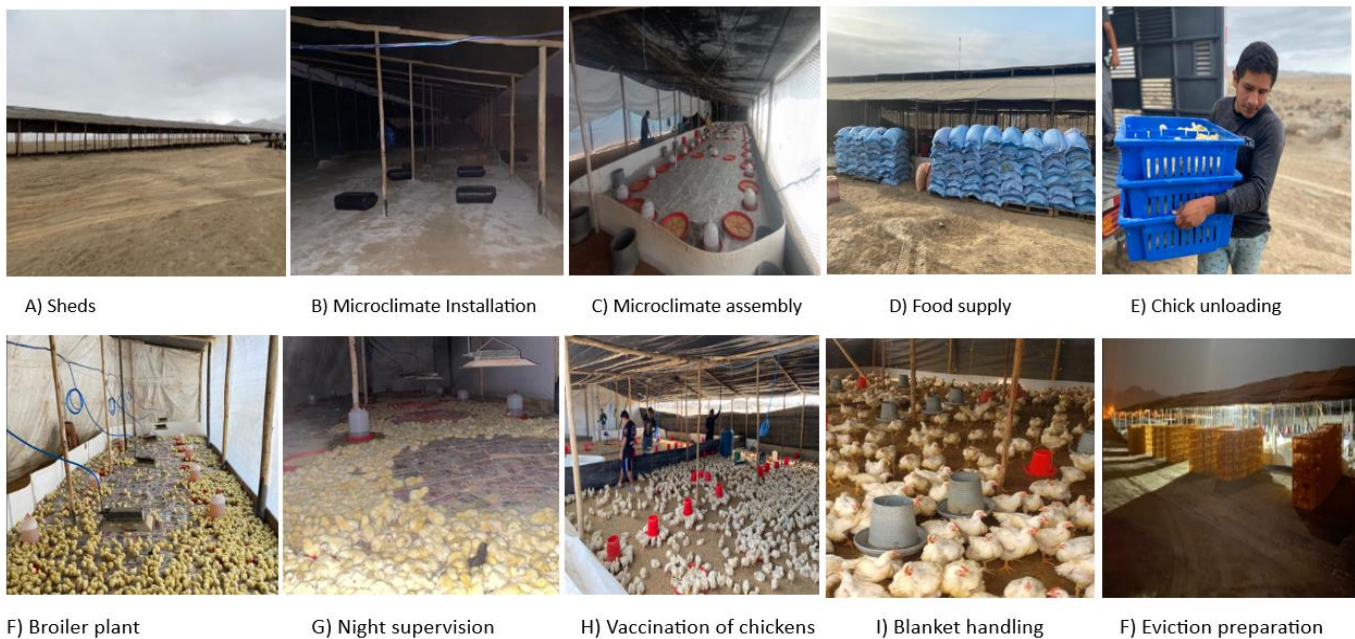 A) Sheds
B) Microclimate Installation
C) Microclimate assembly
D) Food supply
E) Chick unloading
F) Broiler plant
G) Night supervision
H) Vaccination of chickens
I) Blanket handling
F) Eviction preparation